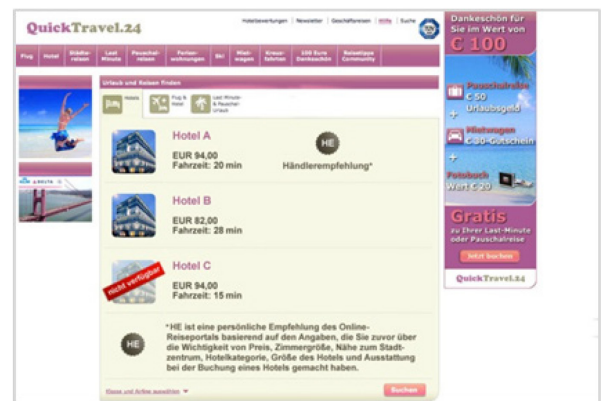 QuickTravel.24
Hotelbewertungen | Newsletter | Geschäftsreisen | Hilfe | Suche
Flug
Hotel
Städte-
reisen
Last
Minute
Pauschal-
reisen
Ferien-
wohnungen
Ski
Miet-
wagen
Kreuz-
fahrten
100 Euro
Dankeschön
Reisetipps
Community
Urlaub und Reisen finden
Hotels
Flug &
Hotel
Last Minute-
& Pauschal-
Urlaub
Hotel A
EUR 94,00
Fahrzeit: 20 min
HE
Händlerempfehlung*
Hotel B
EUR 82,00
Fahrzeit: 28 min
nicht verfügbar
Hotel C
EUR 94,00
Fahrzeit: 15 min
HE
*HE ist eine persönliche Empfehlung des Online-
Reiseportals basierend auf den Angaben, die Sie zuvor über
die Wichtigkeit von Preis, Zimmergröße, Nähe zum Stadt-
zentrum, Hotelkategorie, Größe des Hotels und Ausstattung
bei der Buchung eines Hotels gemacht haben.
Klasse und Airline auswählen
Buchen
Dankeschön für
Sie im Wert von
€ 100
Pauschalreise
€ 50
Urlaubsgeld
+
Mietwagen
€ 30-Gutschein
+
Fotobuch
Wert € 20
Gratis
zu Ihrer Last-Minute
oder Pauschalreise
Jetzt buchen
QuickTravel.24